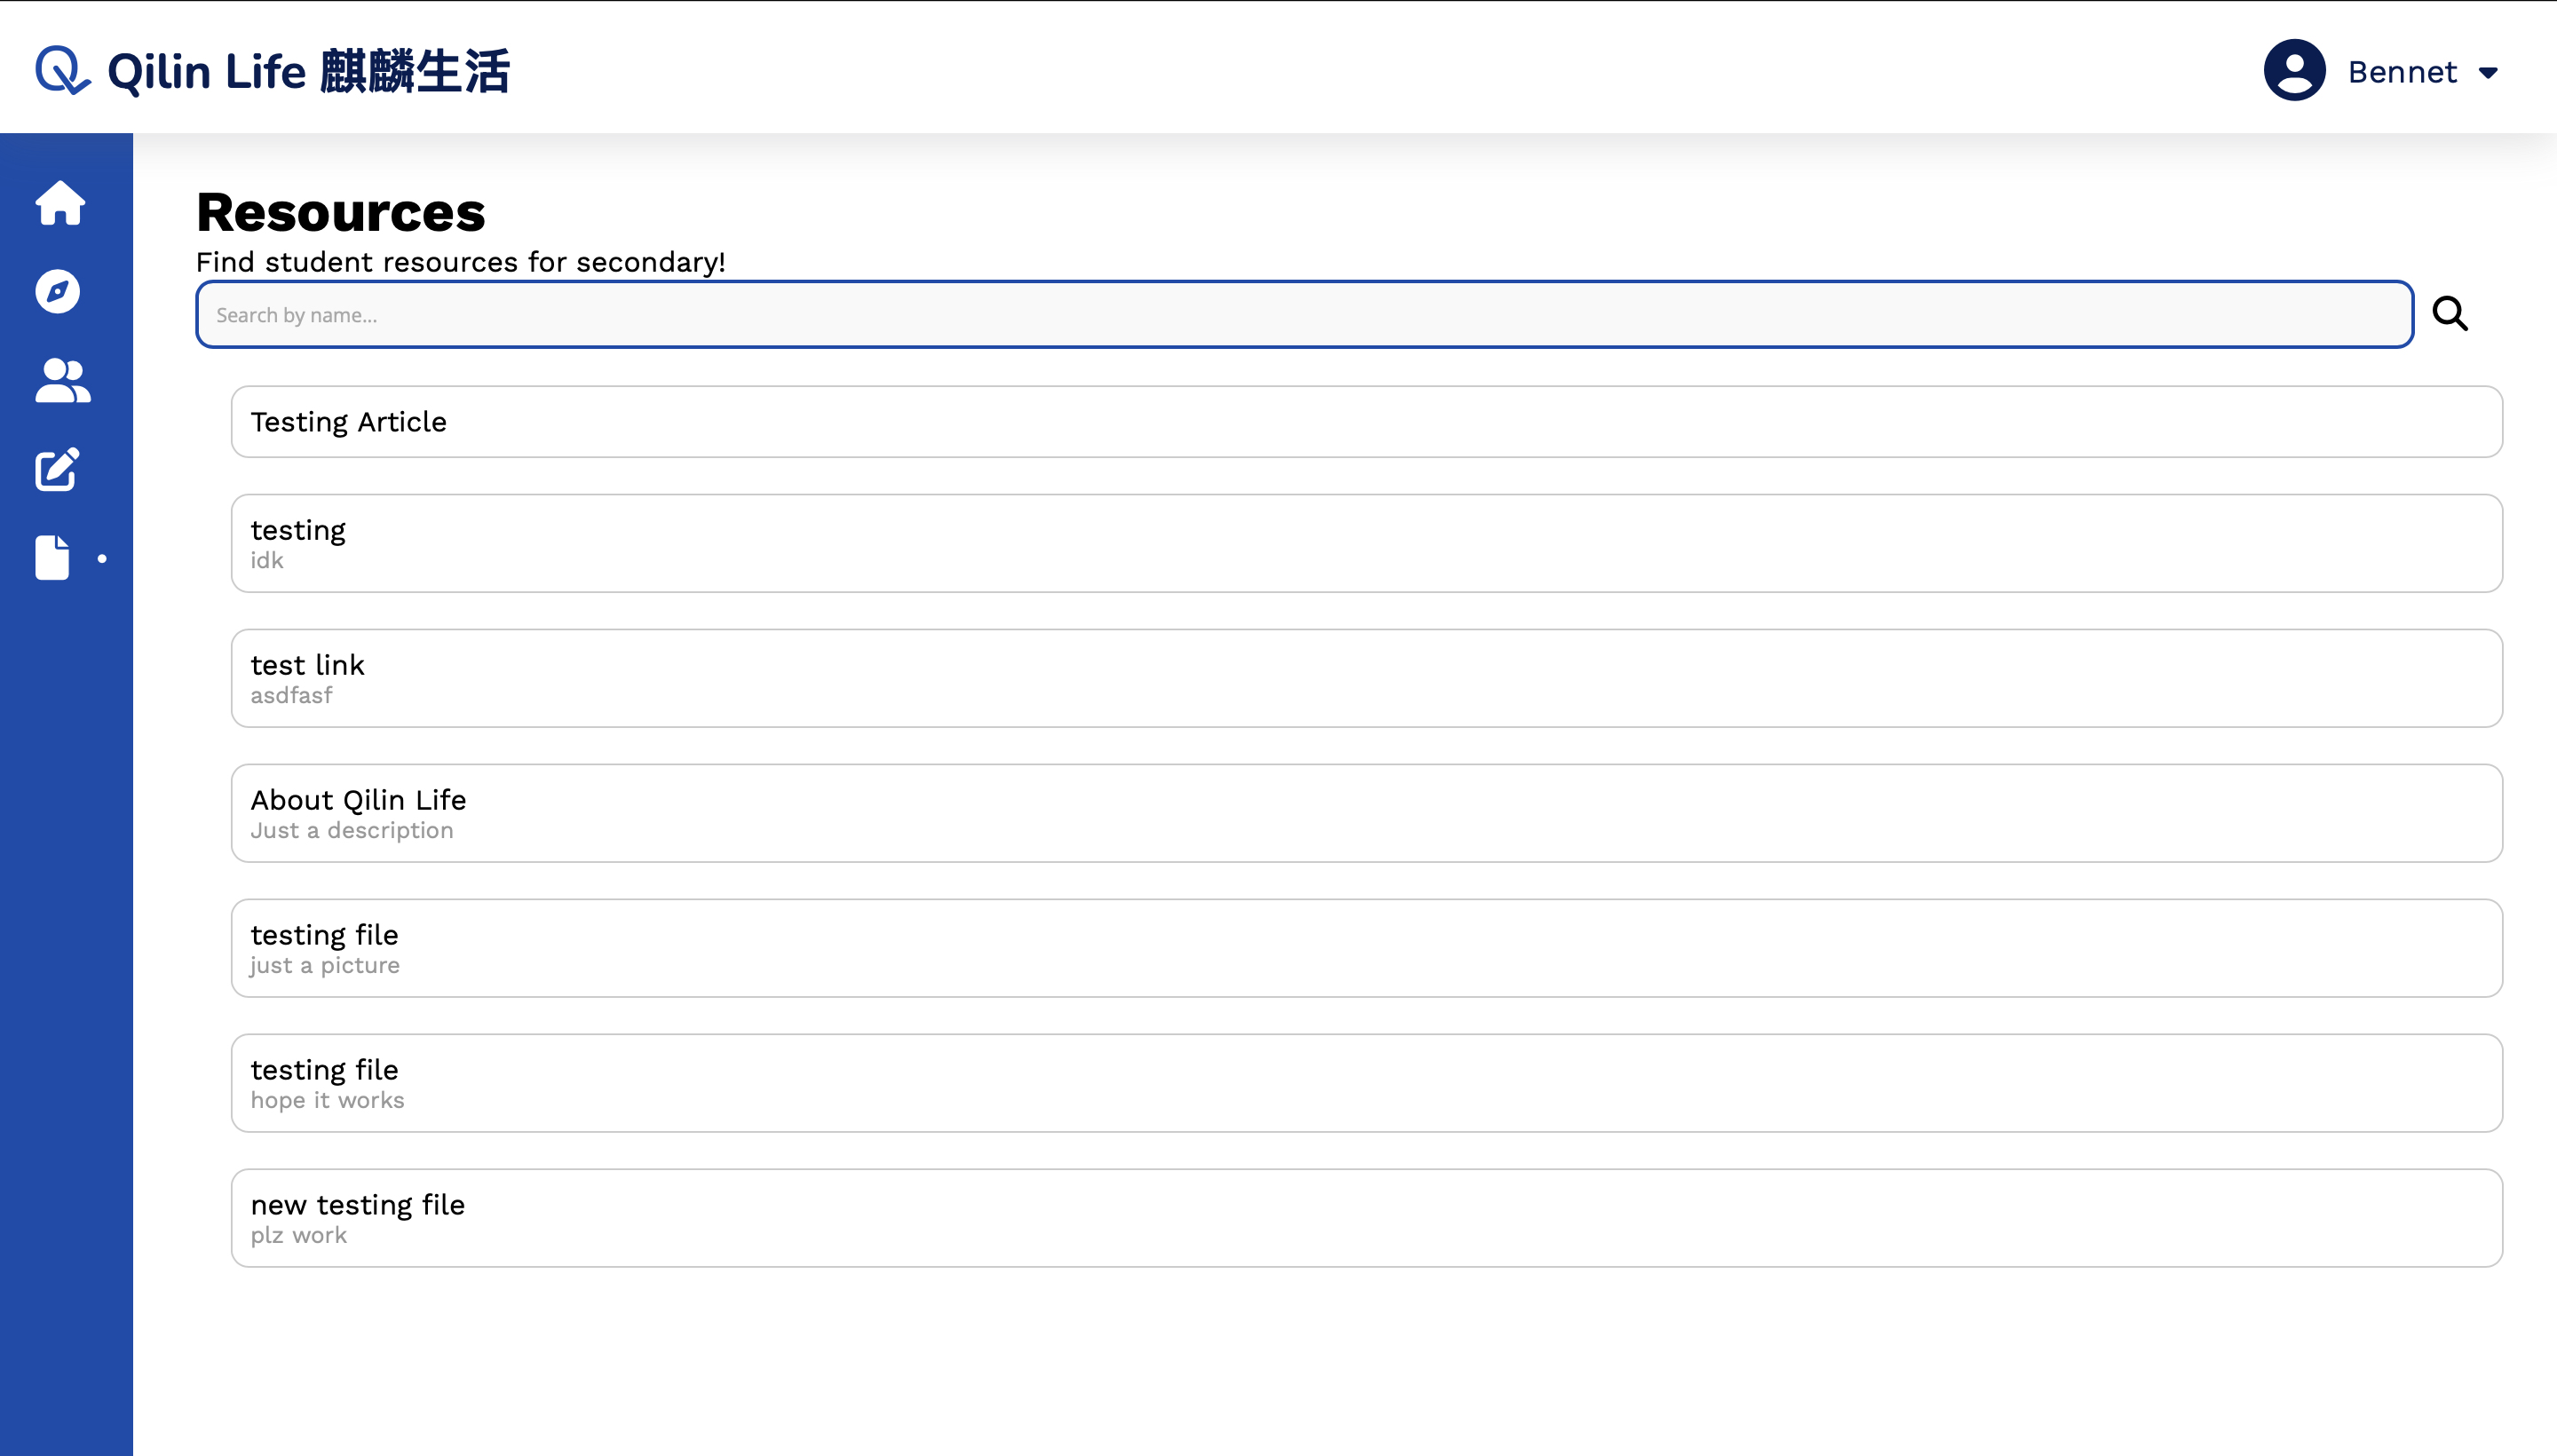 Qilin Life 麒麟生活
Bennet
Resources
Find student resources for secondary!
Search by name...
Testing Article
testing
idk
test link
asdfasf
About Qilin Life
Just a description
testing file
just a picture
testing file
hope it works
new testing file
plz work